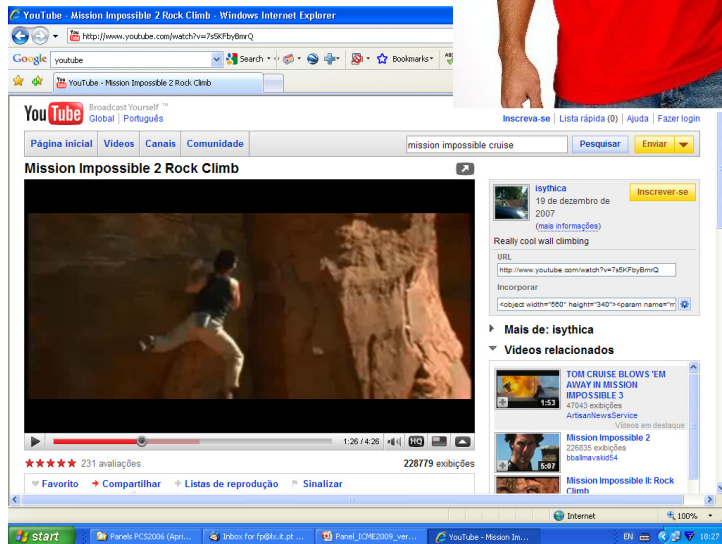 YouTube - Mission Impossible 2 Rock Climb - Windows Internet Explorer
http://www.youtube.com/watch?v=7s5KFbyBmrQ
Google youtube Search Bookmarks
YouTube - Mission Impossible 2 Rock Climb
You Tube Broadcast Yourself ™
Global Português
Inscreva-se Lista rápida (0) Ajuda Fazer login
Página inicial Vídeos Canais Comunidade
mission impossible cruise Pesquisar Enviar
Mission Impossible 2 Rock Climb
1:26 / 4:26 HQ
231 avaliações 228779 exibições
Favorito Compartilhar Listas de reprodução Sinalizar
isythica
19 de dezembro de
2007
(mais informações)
Inscrever-se
Really cool wall climbing
URL
http://www.youtube.com/watch?v=7s5KFbyBmrQ
Incorporar
<object width="560" height="340"><param name="m
Mais de: isythica
Vídeos relacionados
1:53
TOM CRUISE BLOWS 'EM
AWAY IN MISSION
IMPOSSIBLE 3
47043 exibições
ArtisanNewsService
Vídeos em destaque
5:07
Mission Impossible 2
226835 exibições
bballmavskid54
Mission Impossible II: Rock
Climb
Internet 100%
start Panels PCS2006 (Apri... Inbox for fp@lx.it.pt ... Panel_ICME2009_ver... YouTube - Mission Im... EN 18:27